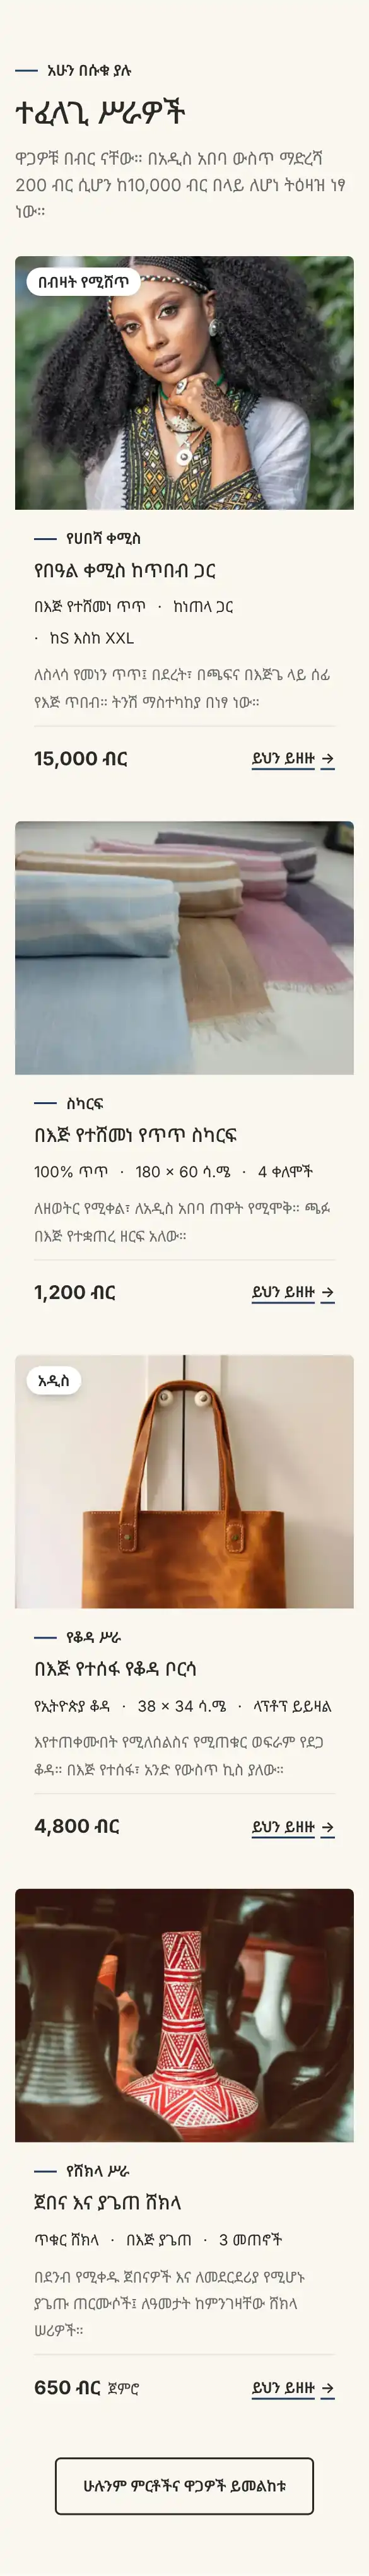 አሁን በሱቁ ያሉ
ተፈላጊ ሥራዎች
ዋጋዎቹ በብር ናቸው። በአዲስ አበባ ውስጥ ማድረሻ
200 ብር ሲሆን ከ10,000 ብር በላይ ለሆነ ትዕዛዝ ነፃ
ነው።
በብዛት የሚሸጥ
የሀበሻ ቀሚስ
የበዓል ቀሚስ ከጥበብ ጋር
በእጅ የተሸመነ ጥጥ · ከነጠላ ጋር
· ከS እስከ XXL
ለስላሳ የመነን ጥጥ፤ በደረት፣ በጫፍና በእጅጌ ላይ ሰፊ
የእጅ ጥበብ። ትንሽ ማስተካከያ በነፃ ነው።
15,000 ብር
ይህን ይዘዙ →
ስካርፍ
በእጅ የተሸመነ የጥጥ ስካርፍ
100% ጥጥ · 180 × 60 ሳ.ሜ · 4 ቀለሞች
ለዘወትር የሚቀል፣ ለአዲስ አበባ ጠዋት የሚሞቅ። ጫፉ
በእጅ የተቋጠረ ዘርፍ አለው።
1,200 ብር
ይህን ይዘዙ →
አዲስ
የቆዳ ሥራ
በእጅ የተሰፋ የቆዳ ቦርሳ
የኢትዮጵያ ቆዳ · 38 × 34 ሳ.ሜ · ላፕቶፕ ይይዛል
እየተጠቀሙበት የሚለሰልስና የሚጠቁር ወፍራም የደጋ
ቆዳ። በእጅ የተሰፋ፣ አንድ የውስጥ ኪስ ያለው።
4,800 ብር
ይህን ይዘዙ →
የሸክላ ሥራ
ጀበና እና ያጌጠ ሸክላ
ጥቁር ሸክላ · በእጅ ያጌጠ · 3 መጠኖች
በደንብ የሚቀዱ ጀበናዎች እና ለመደርደሪያ የሚሆኑ
ያጌጡ ጠርሙሶች፤ ለዓመታት ከምንገዛቸው ሸክላ
ሠሪዎች።
650 ብር ጀምሮ
ይህን ይዘዙ →
ሁሉንም ምርቶችና ዋጋዎች ይመልከቱ